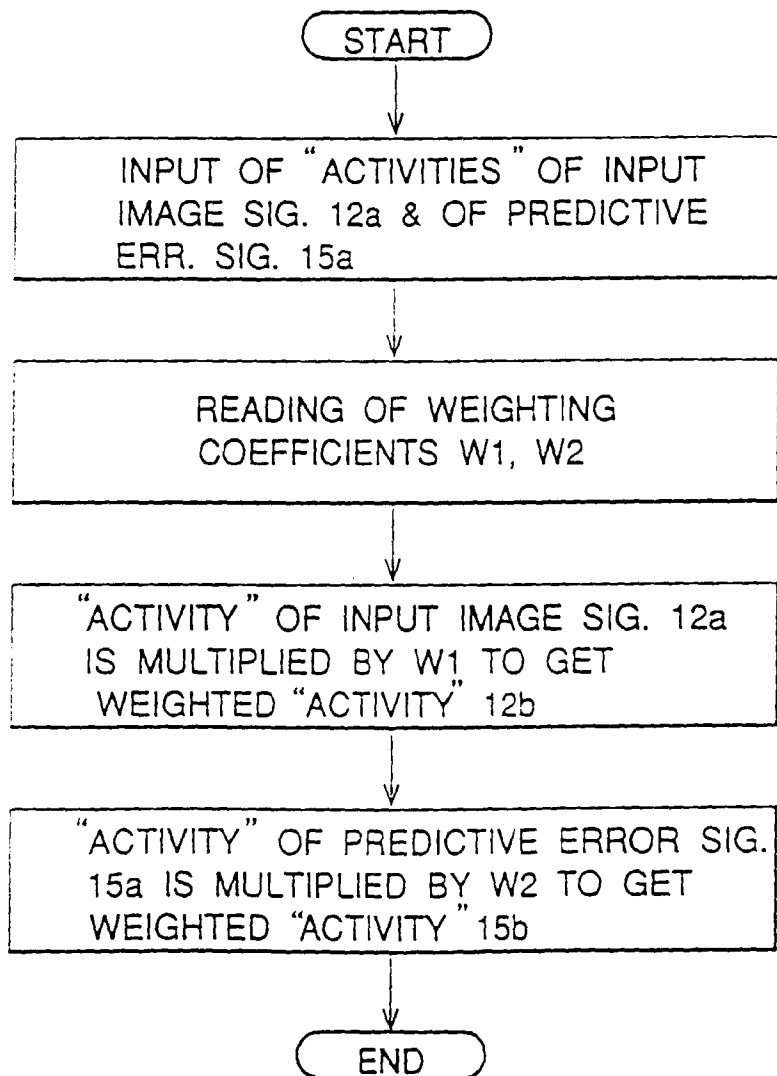 START
INPUT OF "ACTIVITIES" OF INPUT
IMAGE SIG. 12a & OF PREDICTIVE
ERR. SIG. 15a
READING OF WEIGHTING
COEFFICIENTS W1, W2
"ACTIVITY" OF INPUT IMAGE SIG. 12a
IS MULTIPLIED BY W1 TO GET
WEIGHTED "ACTIVITY" 12b
"ACTIVITY" OF PREDICTIVE ERROR SIG.
15a IS MULTIPLIED BY W2 TO GET
WEIGHTED "ACTIVITY" 15b
END